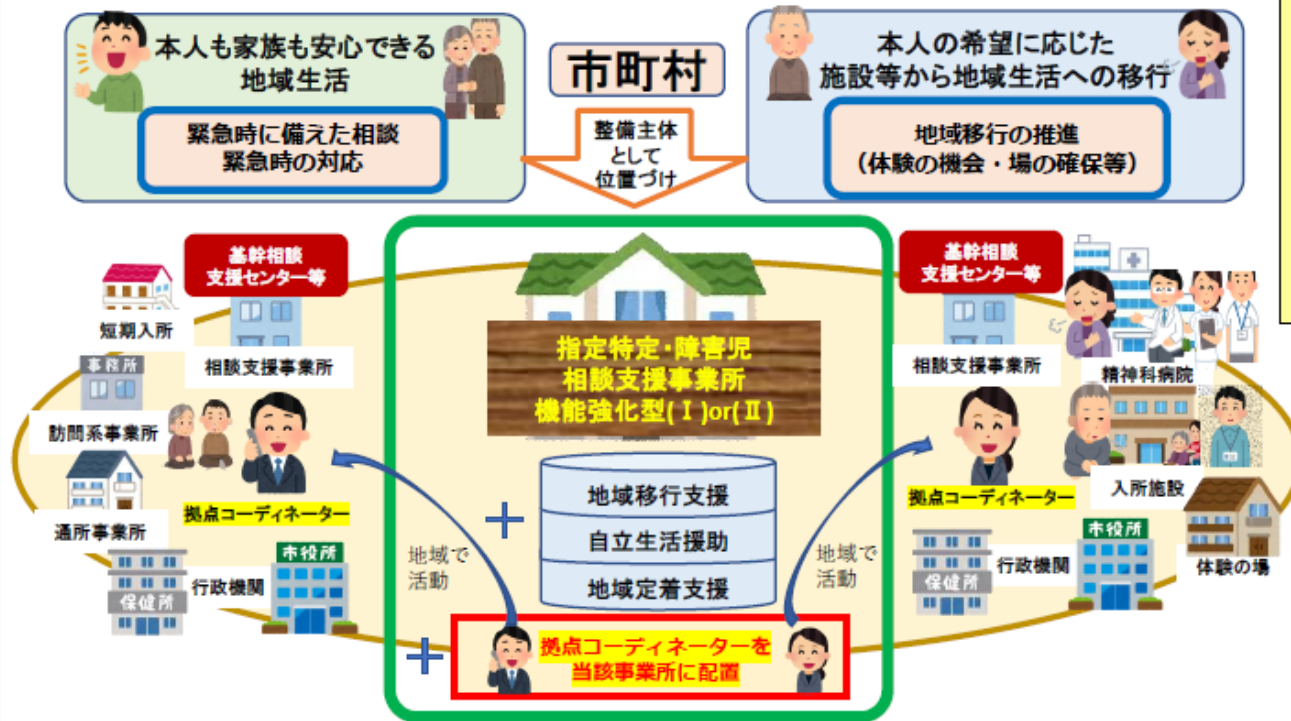 本人も家族も安心できる
地域生活
緊急時に備えた相談
緊急時の対応
市町村
整備主体
として
位置づけ
本人の希望に応じた
施設等から地域生活への移行
地域移行の推進
（体験の機会・場の確保等）
基幹相談
支援センター等
短期入所
相談支援事業所
事務所
訪問系事業所
通所事業所
拠点コーディネーター
行政機関
保健所
市役所
地域で
活動
指定特定・障害児
相談支援事業所
機能強化型(Ⅰ)or(Ⅱ)
+
地域移行支援
自立生活援助
地域定着支援
+
拠点コーディネーターを
当該事業所に配置
地域で
活動
基幹相談
支援センター等
相談支援事業所
精神科病院
拠点コーディネーター
入所施設
行政機関
保健所
市役所
体験の場